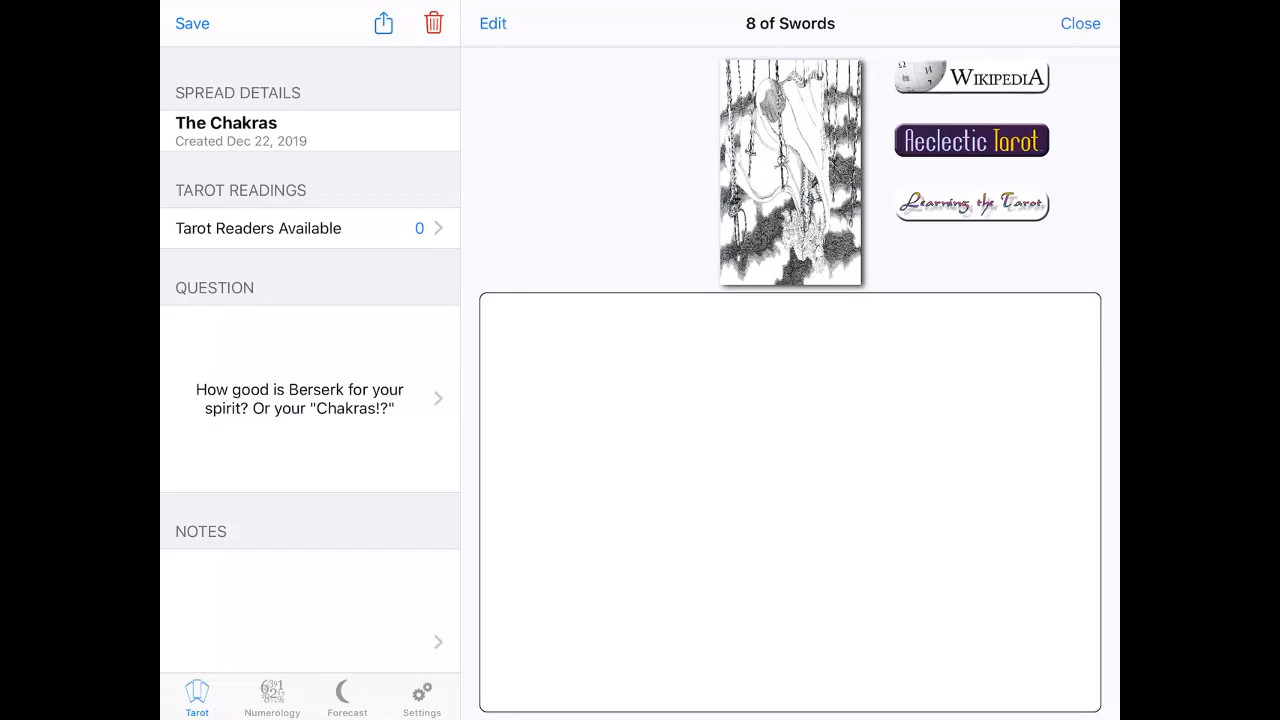 Save
SPREAD DETAILS
The Chakras
Created Dec 22, 2019
TAROT READINGS
Tarot Readers Available 0
QUESTION
How good is Berserk for your
spirit? Or your "Chakras!?"
NOTES
Tarot
Numerology
Forecast
Settings
Edit
8 of Swords
Close
WIKIPEDIA
Aeclectic Tarot
Learning the Tarot